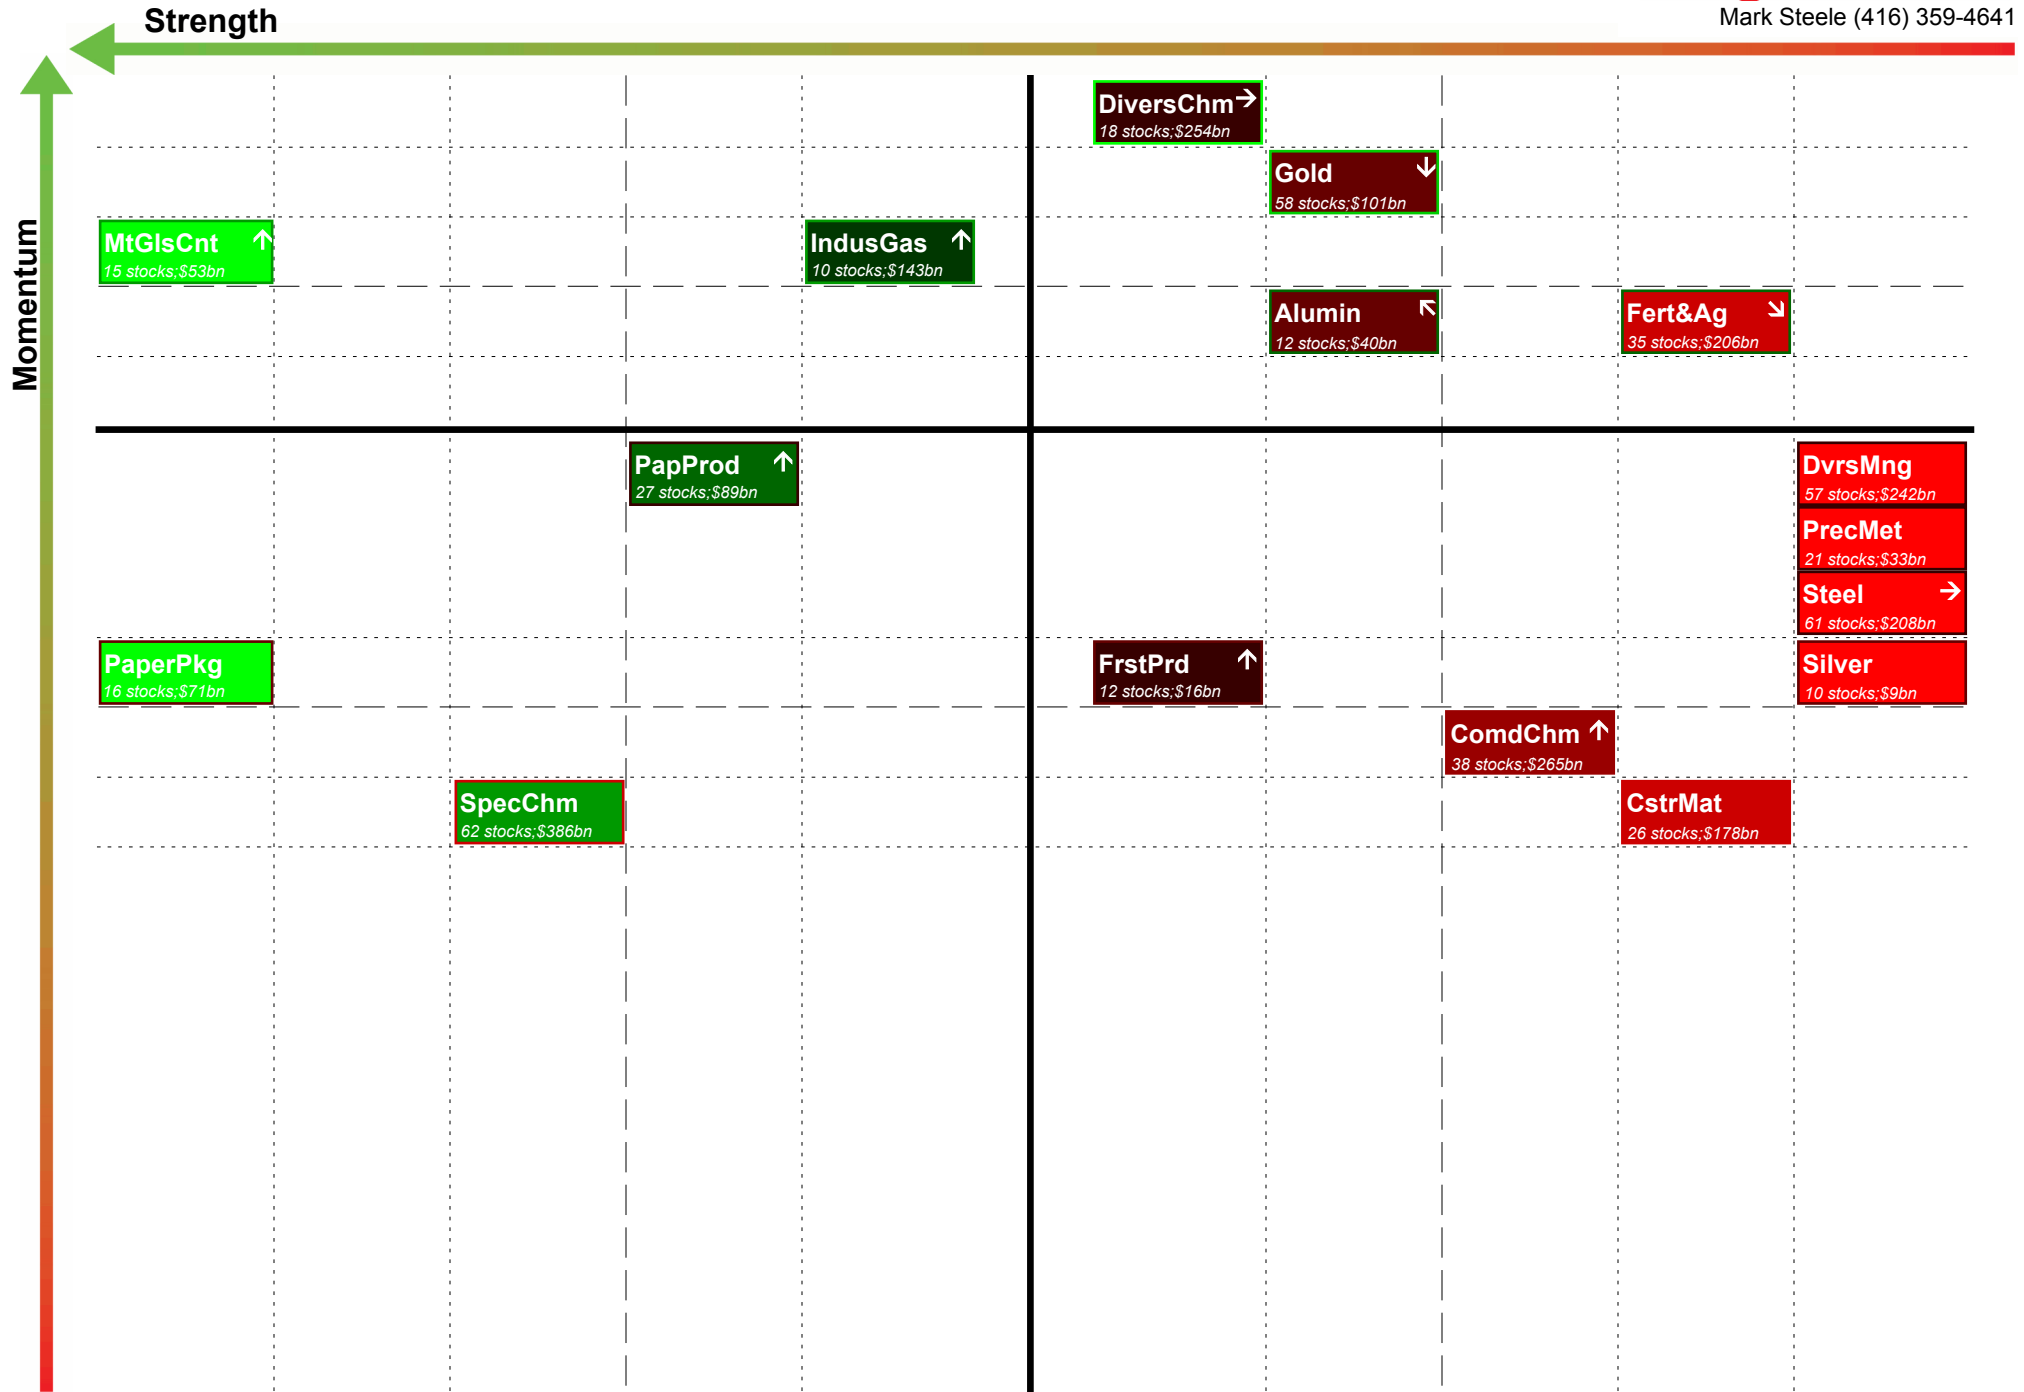 Strength
Mark Steele (416) 359-4641
Momentum
DiversChm
18 stocks;$254bn
Gold
58 stocks;$101bn
MtGlsCnt
15 stocks;$53bn
IndusGas
10 stocks;$143bn
Alumin
12 stocks;$40bn
Fert&Ag
35 stocks;$206bn
PapProd
27 stocks;$89bn
DvrsMng
57 stocks;$242bn
PrecMet
21 stocks;$33bn
Steel
61 stocks;$208bn
PaperPkg
16 stocks;$71bn
FrstPrd
12 stocks;$16bn
Silver
10 stocks;$9bn
ComdChm
38 stocks;$265bn
SpecChm
62 stocks;$386bn
CstrMat
26 stocks;$178bn